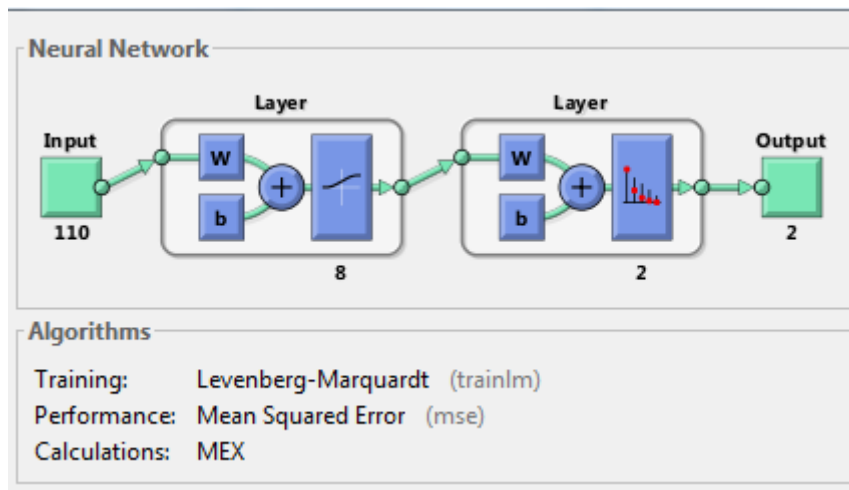 Neural Network
Layer
Layer
Input
Output
W
W
b
b
110
8
2
2
Algorithms
Training: Levenberg-Marquardt (trainlm)
Performance: Mean Squared Error (mse)
Calculations: MEX